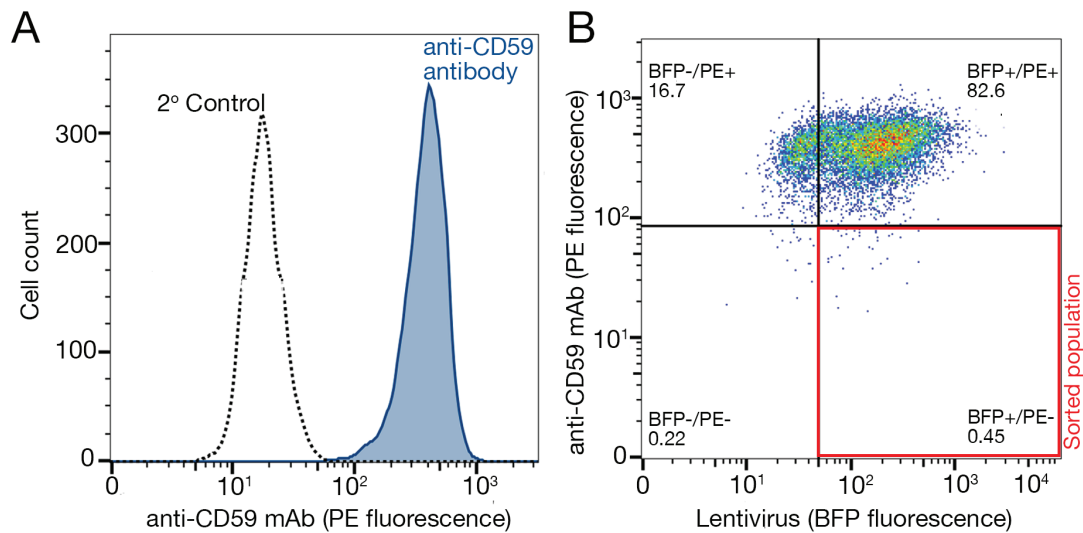 A
anti-CD59
antibody
2° Control
300
200
100
0
Cell count
0
10¹
10²
10³
anti-CD59 mAb (PE fluorescence)
B
BFP-/PE+
16.7
BFP+/PE+
82.6
BFP-/PE-
0.22
BFP+/PE-
0.45
10³
10²
10¹
0
anti-CD59 mAb (PE fluorescence)
Sorted population
0
10¹
10²
10³
10⁴
Lentivirus (BFP fluorescence)